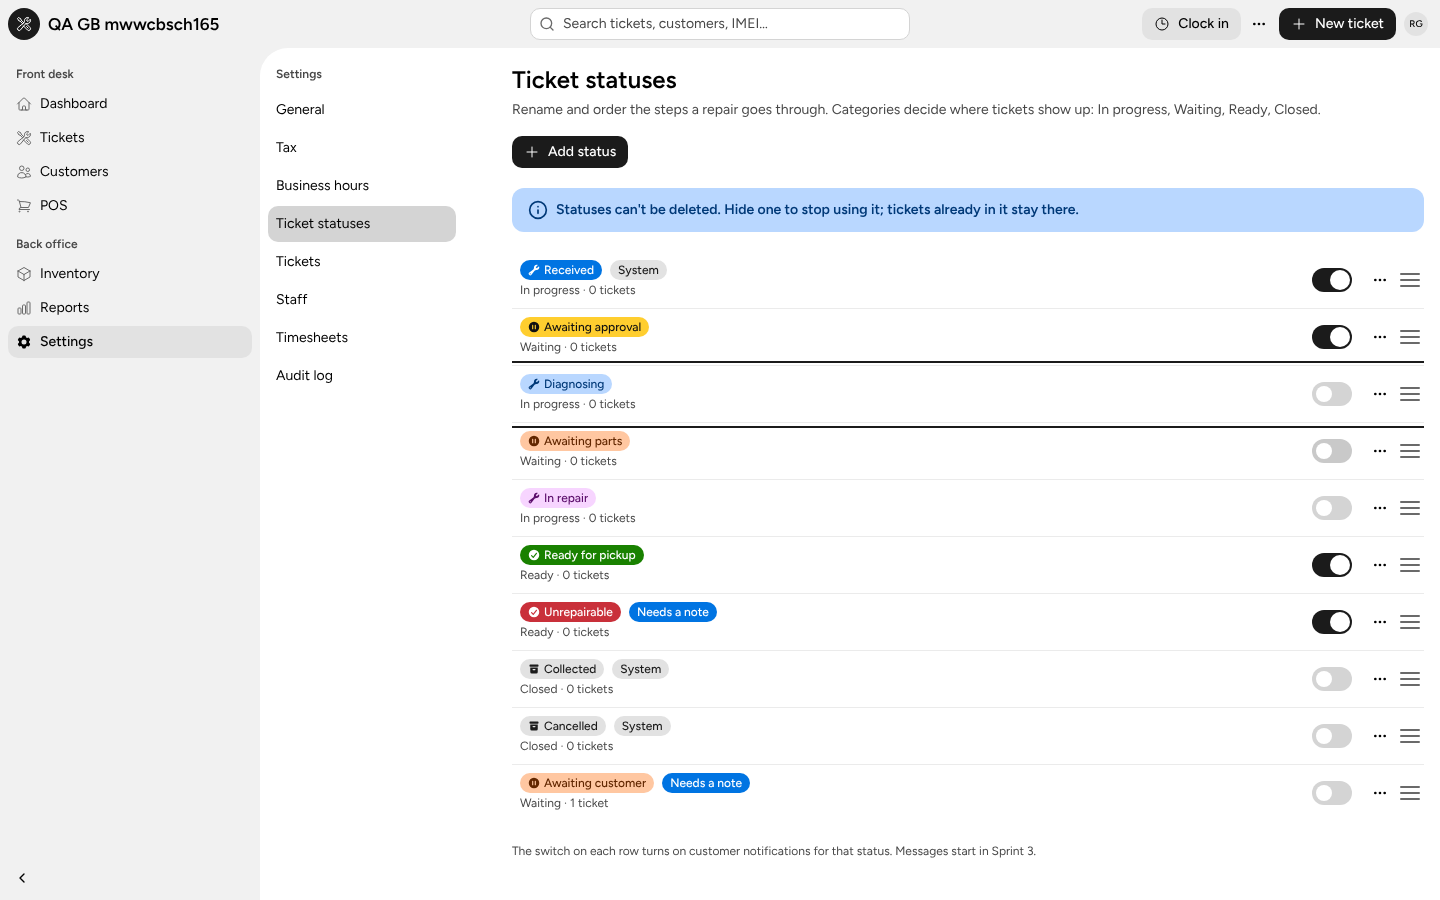 QA GB mwwcbsch165
Search tickets, customers, IMEI...
Clock in
New ticket
RG
Front desk
Dashboard
Tickets
Customers
POS
Back office
Inventory
Reports
Settings
Settings
General
Tax
Business hours
Ticket statuses
Tickets
Staff
Timesheets
Audit log
Ticket statuses
Rename and order the steps a repair goes through. Categories decide where tickets show up: In progress, Waiting, Ready, Closed.
Add status
Statuses can't be deleted. Hide one to stop using it; tickets already in it stay there.
Received System
In progress · 0 tickets
Awaiting approval
Waiting · 0 tickets
Diagnosing
In progress · 0 tickets
Awaiting parts
Waiting · 0 tickets
In repair
In progress · 0 tickets
Ready for pickup
Ready · 0 tickets
Unrepairable Needs a note
Ready · 0 tickets
Collected System
Closed · 0 tickets
Cancelled System
Closed · 0 tickets
Awaiting customer Needs a note
Waiting · 1 ticket
The switch on each row turns on customer notifications for that status. Messages start in Sprint 3.